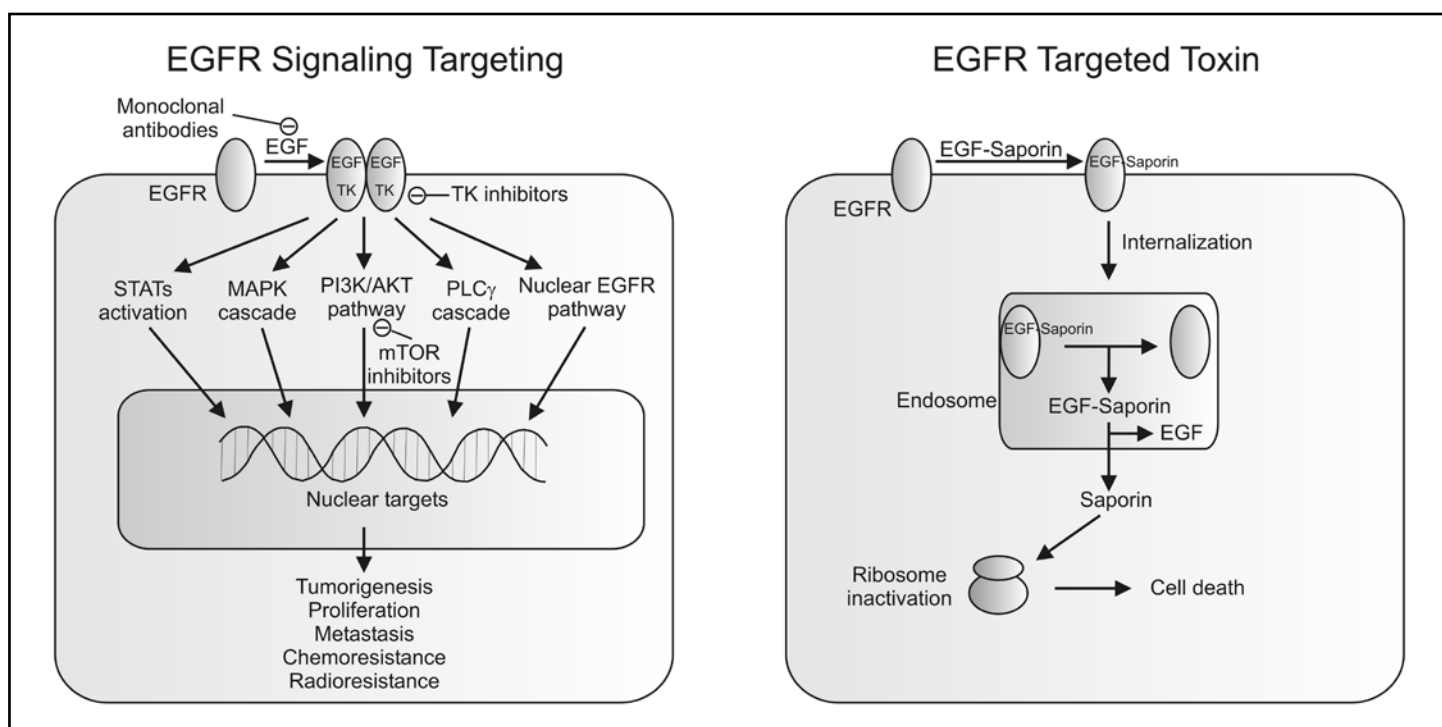 EGFR Signaling Targeting
Monoclonal
antibodies
EGF
EGFR
EGF
TK
EGF
TK
TK inhibitors
STATs
activation
MAPK
cascade
PI3K/AKT
pathway
PLCγ
cascade
Nuclear EGFR
pathway
mTOR
inhibitors
Nuclear targets
Tumorigenesis
Proliferation
Metastasis
Chemoresistance
Radioresistance
EGFR Targeted Toxin
EGF-Saporin
EGF-Saporin
EGFR
Internalization
EGF-Saporin
Endosome
EGF-Saporin
EGF
Saporin
Ribosome
inactivation
Cell death